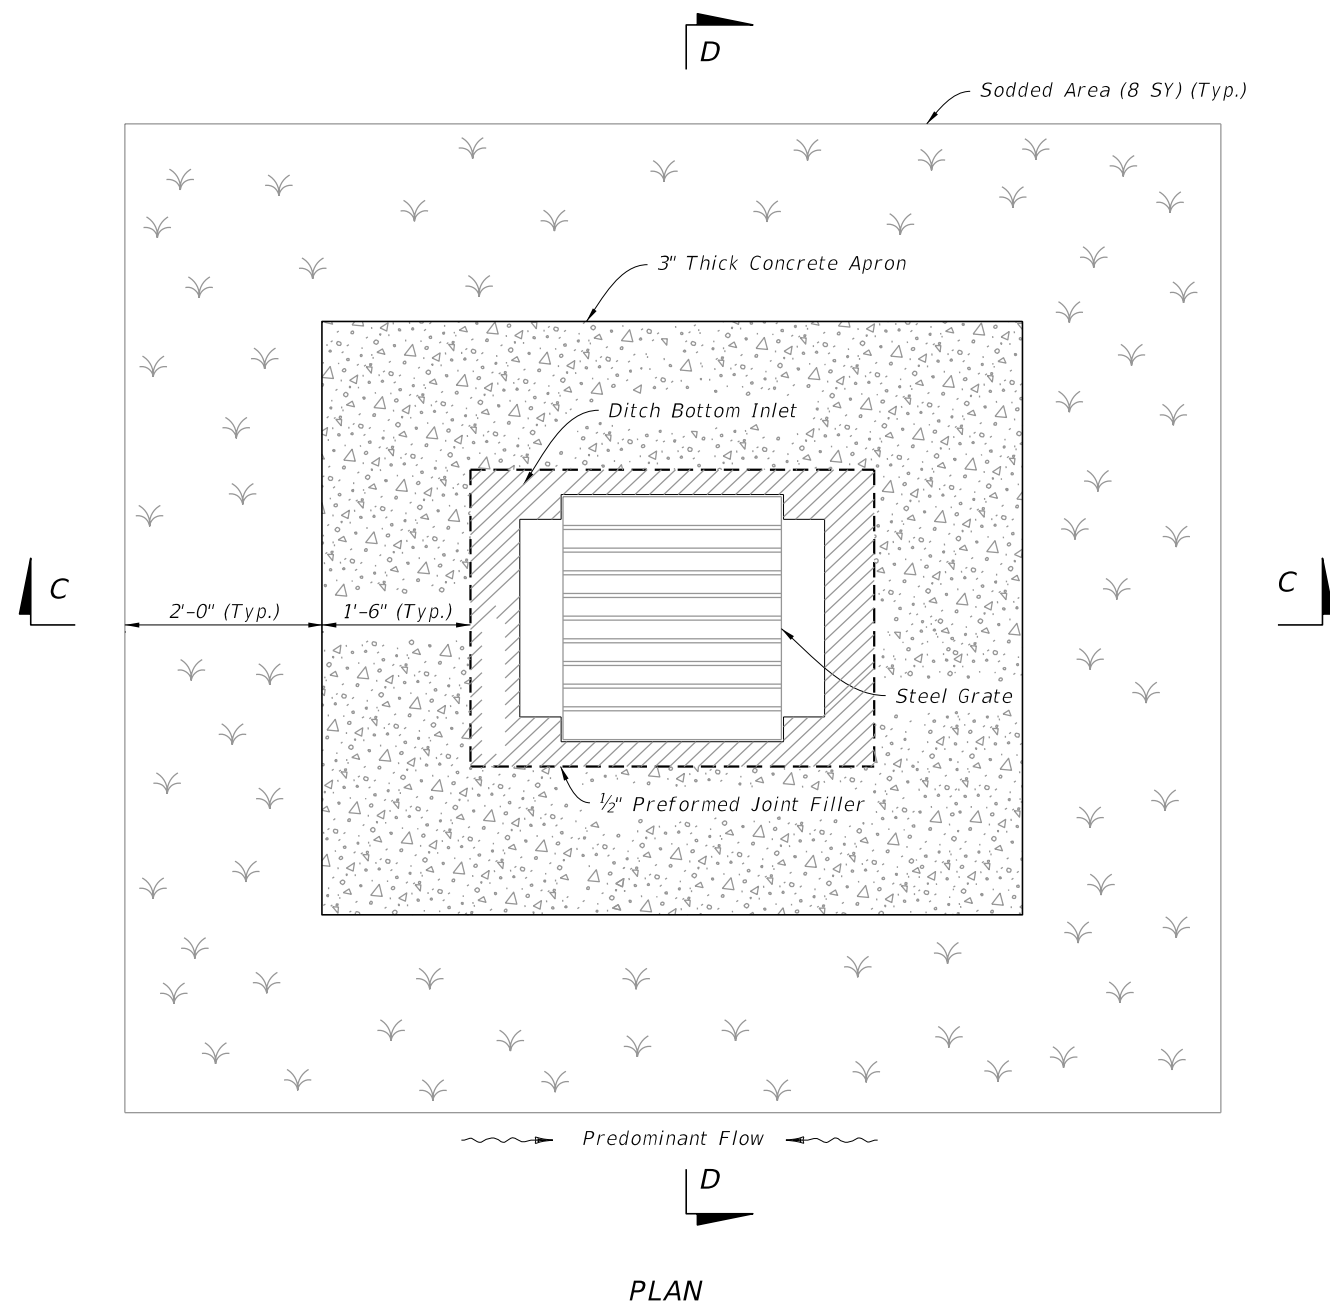 D
Sodded Area (8 SY) (Typ.)
3" Thick Concrete Apron
Ditch Bottom Inlet
C
C
2'-0" (Typ.)
1'-6" (Typ.)
Steel Grate
½" Preformed Joint Filler
Predominant Flow
D
PLAN